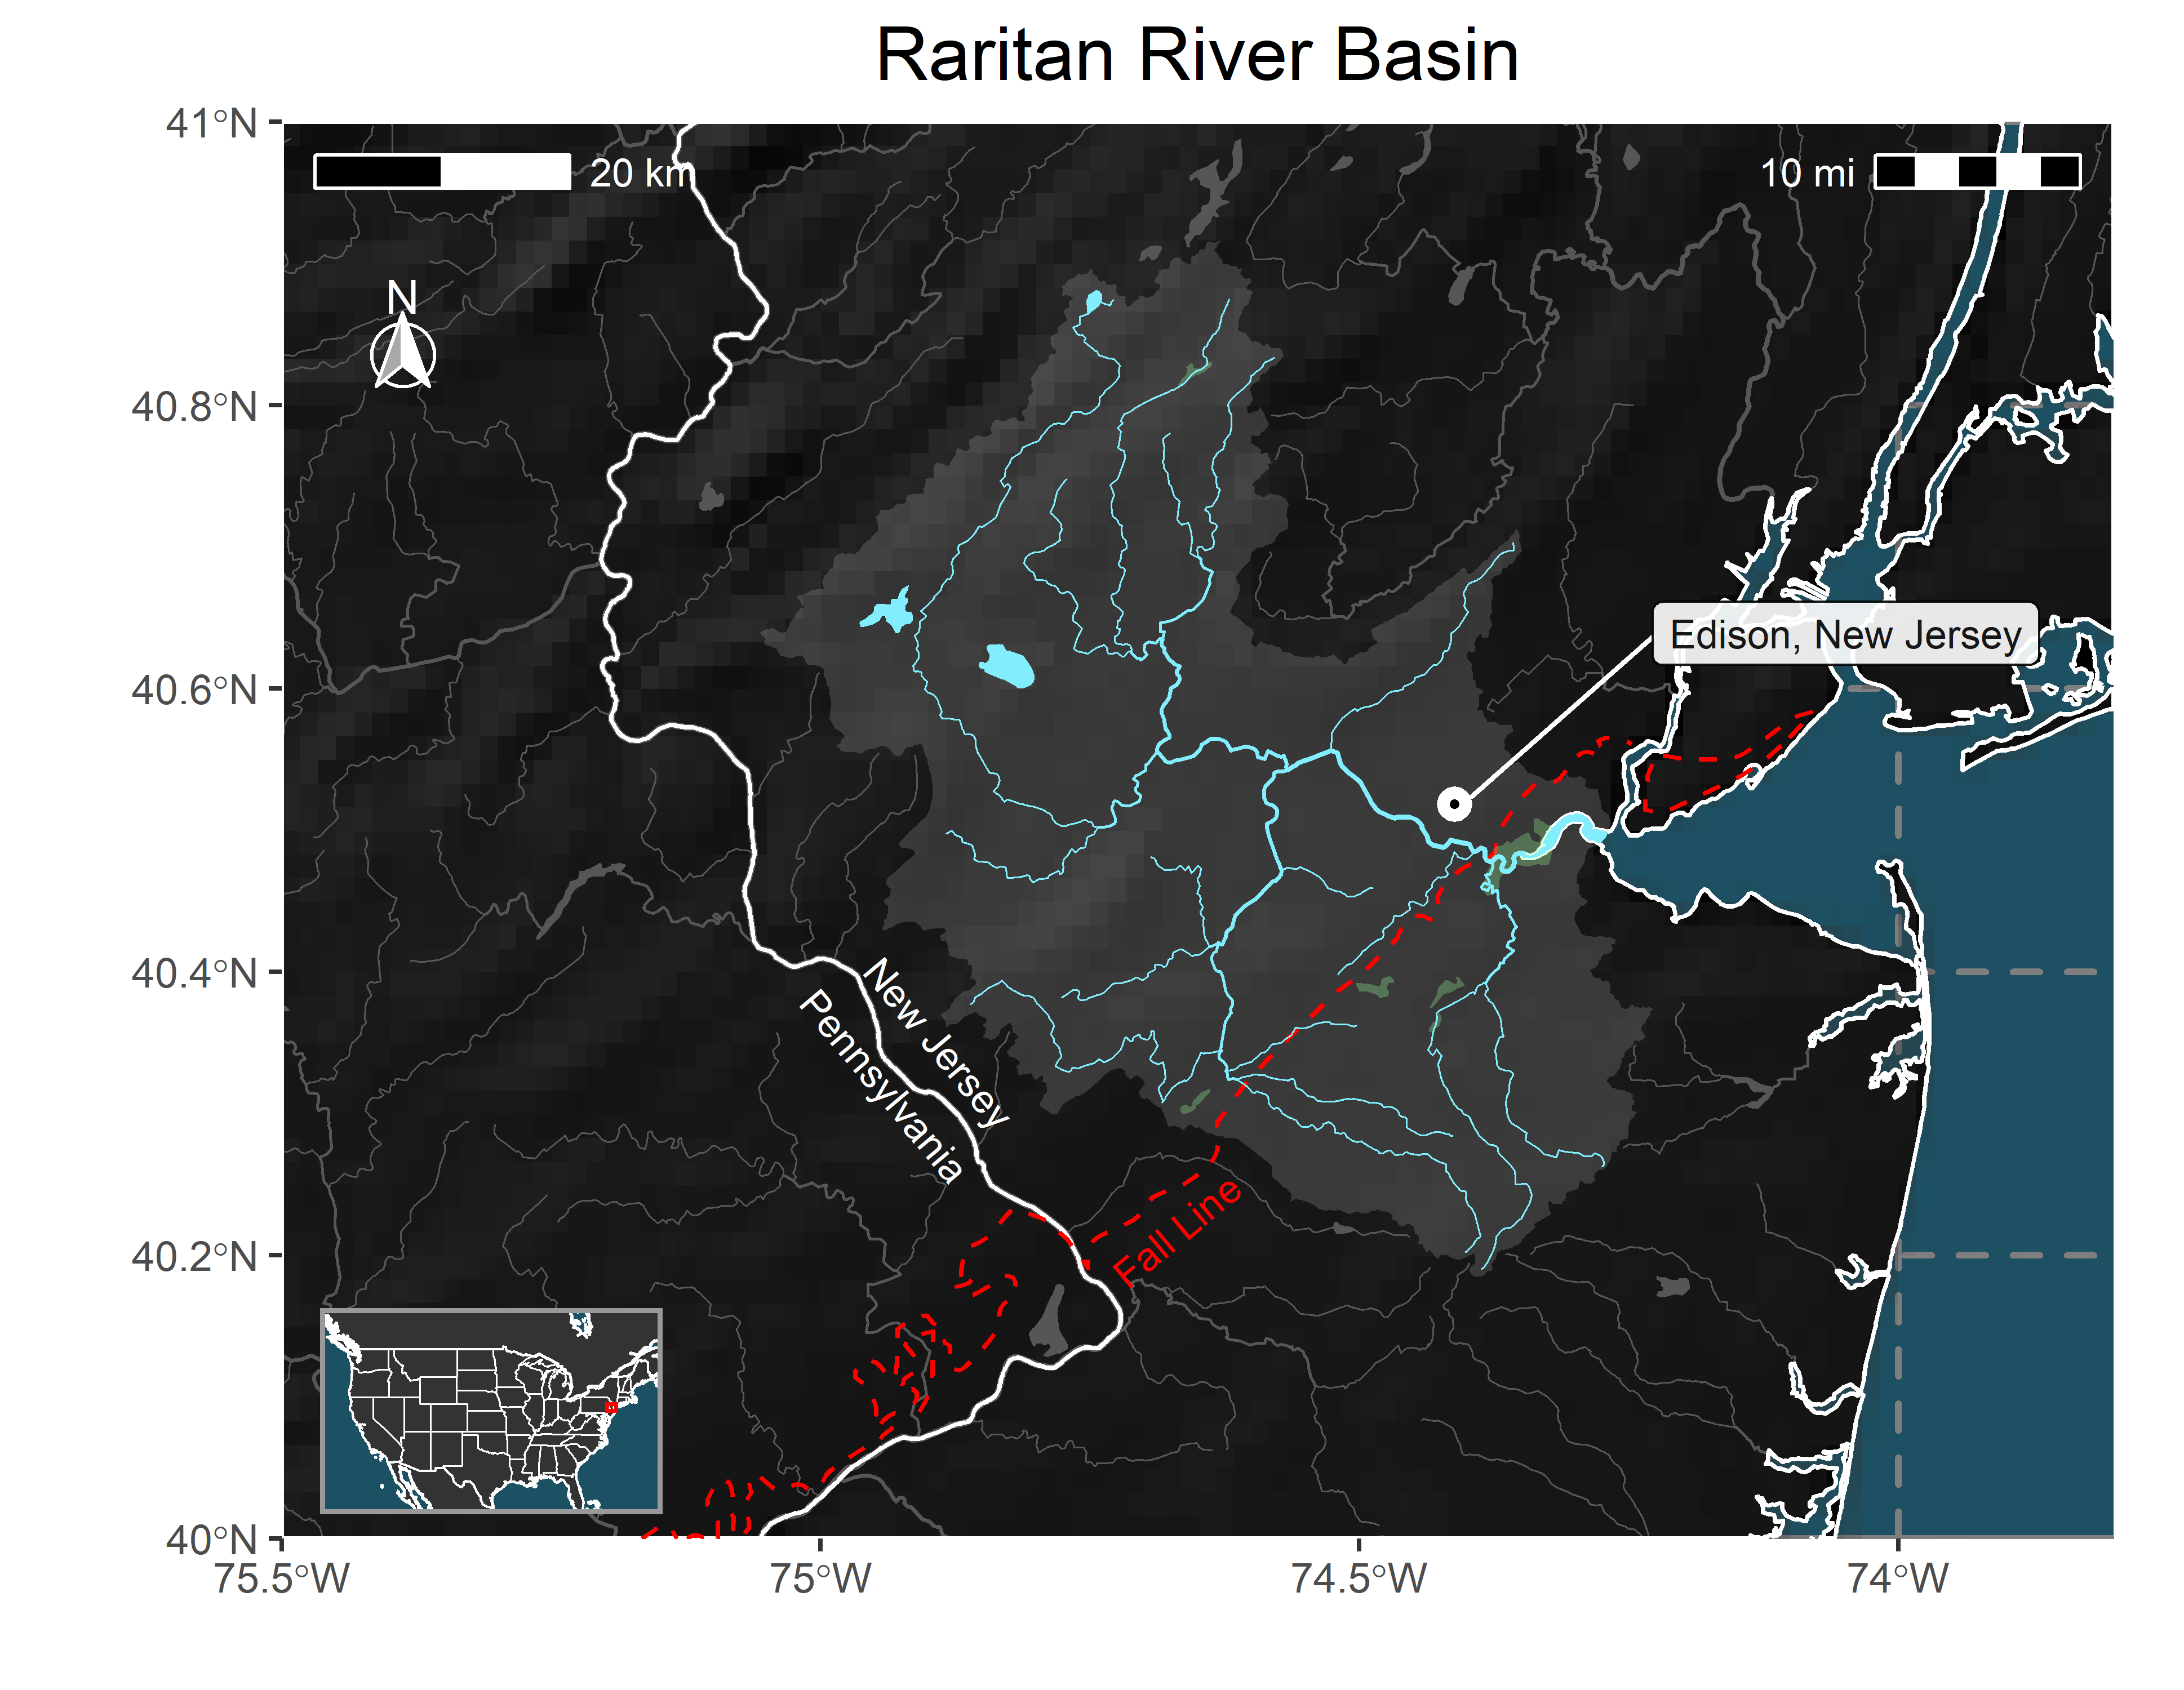 Raritan River Basin
41°N
40.8°N
40.6°N
40.4°N
40.2°N
40°N
20 km
10 mi
N
Edison, New Jersey
New Jersey
Pennsylvania
Fall Line
75.5°W
75°W
74.5°W
74°W